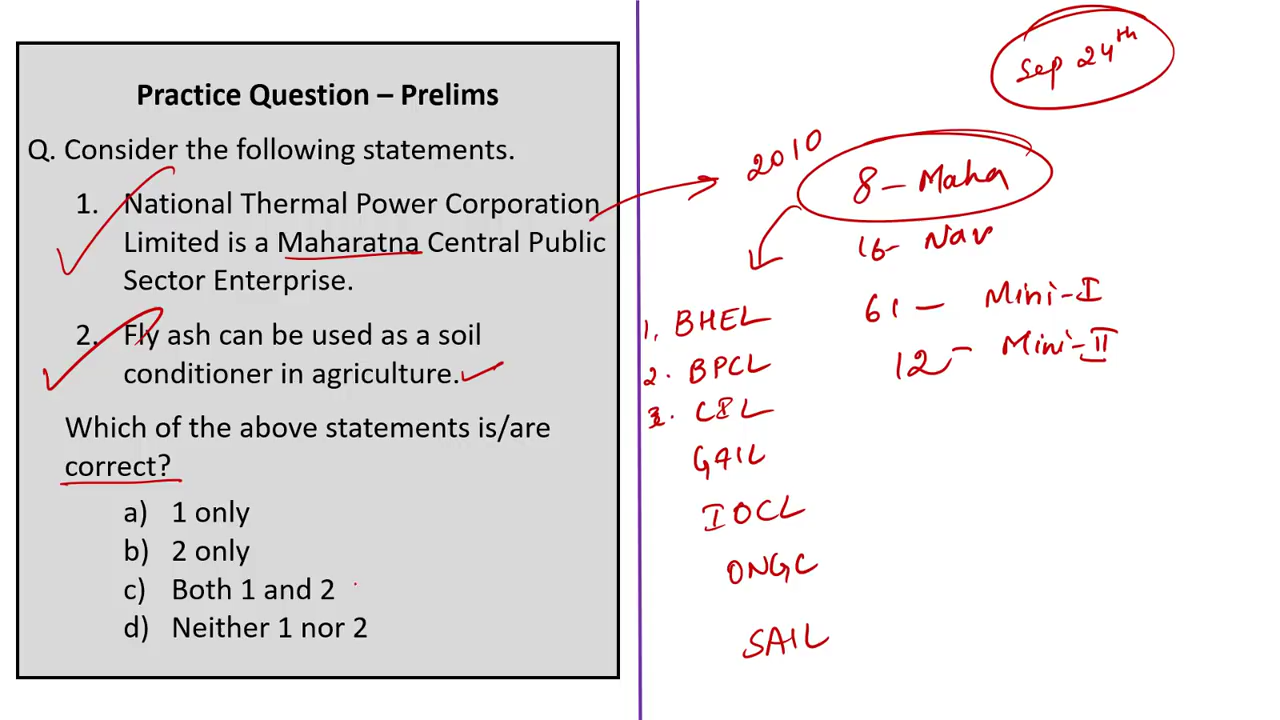 Practice Question – Prelims
Q. Consider the following statements.
1. National Thermal Power Corporation
Limited is a Maharatna Central Public
Sector Enterprise.
2. Fly ash can be used as a soil
conditioner in agriculture.
Which of the above statements is/are
correct?
a) 1 only
b) 2 only
c) Both 1 and 2
d) Neither 1 nor 2
Sep 24th
2010
8 – Maha
16 - Nav
61 – Mini-I
12 – Mini-II
1. BHEL
2. BPCL
3. CIL
GAIL
IOCL
ONGC
SAIL